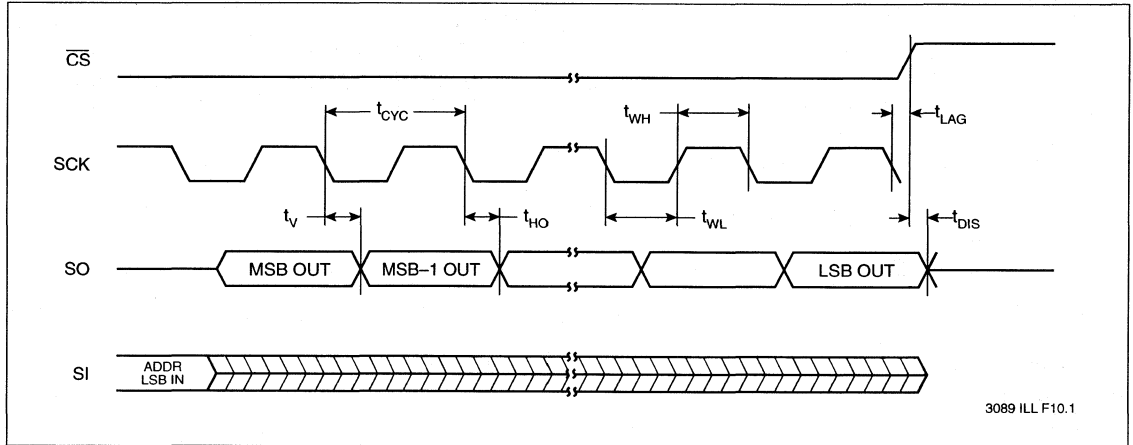 C̅S̅
t_CYC
t_WH
t_LAG
SCK
t_V
t_HO
t_WL
t_DIS
SO
MSB OUT
MSB–1 OUT
LSB OUT
SI
ADDR
LSB IN
3089 ILL F10.1